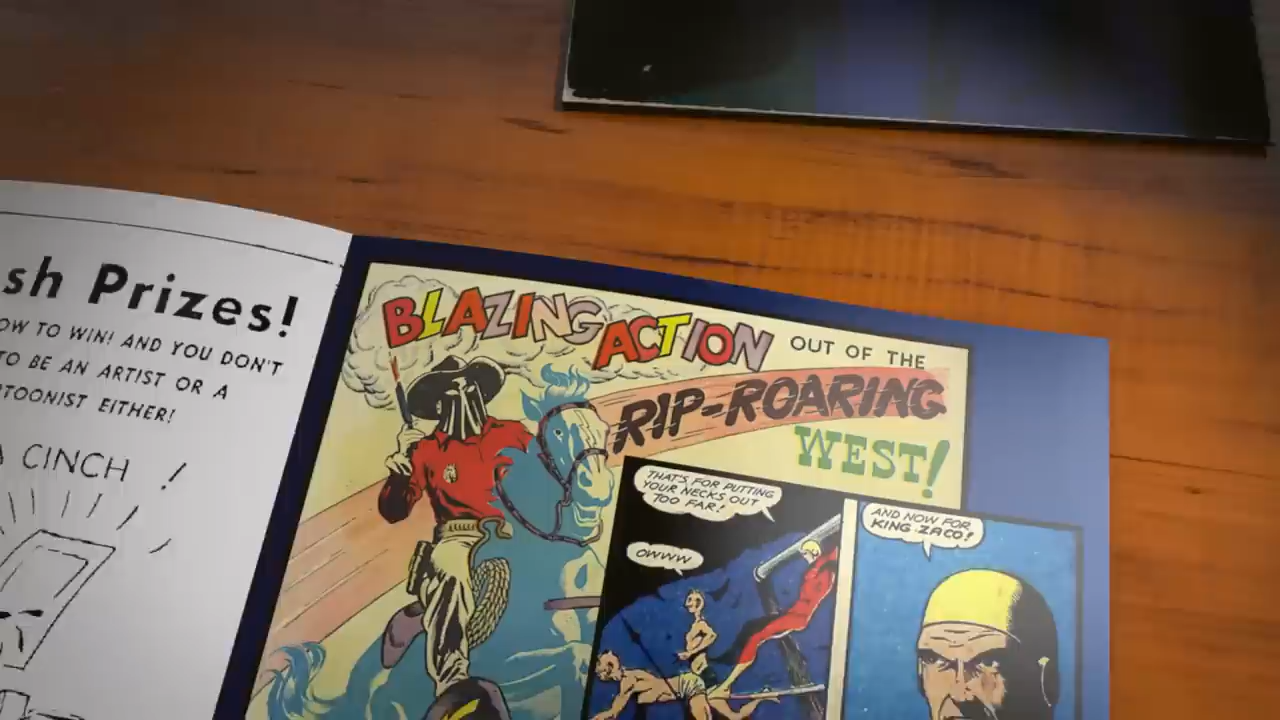 sh Prizes!
OW TO WIN! AND YOU DON'T
TO BE AN ARTIST OR A
TOONIST EITHER!
A CINCH!
BLAZING ACTION OUT OF THE
RIP-ROARING
WEST!
THAT'S FOR PUTTING
YOUR NECKS OUT
TOO FAR!
OWWW
AND NOW FOR
KING ZACO!